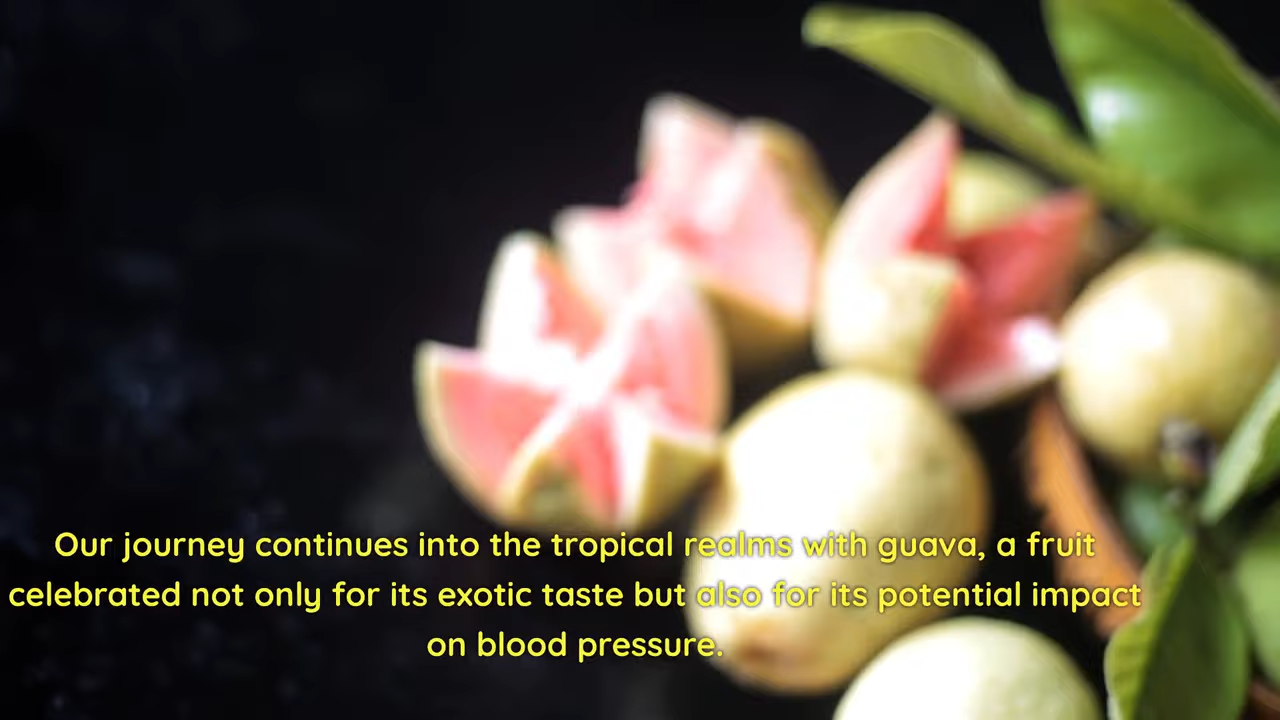 Our journey continues into the tropical realms with guava, a fruit
celebrated not only for its exotic taste but also for its potential impact
on blood pressure.